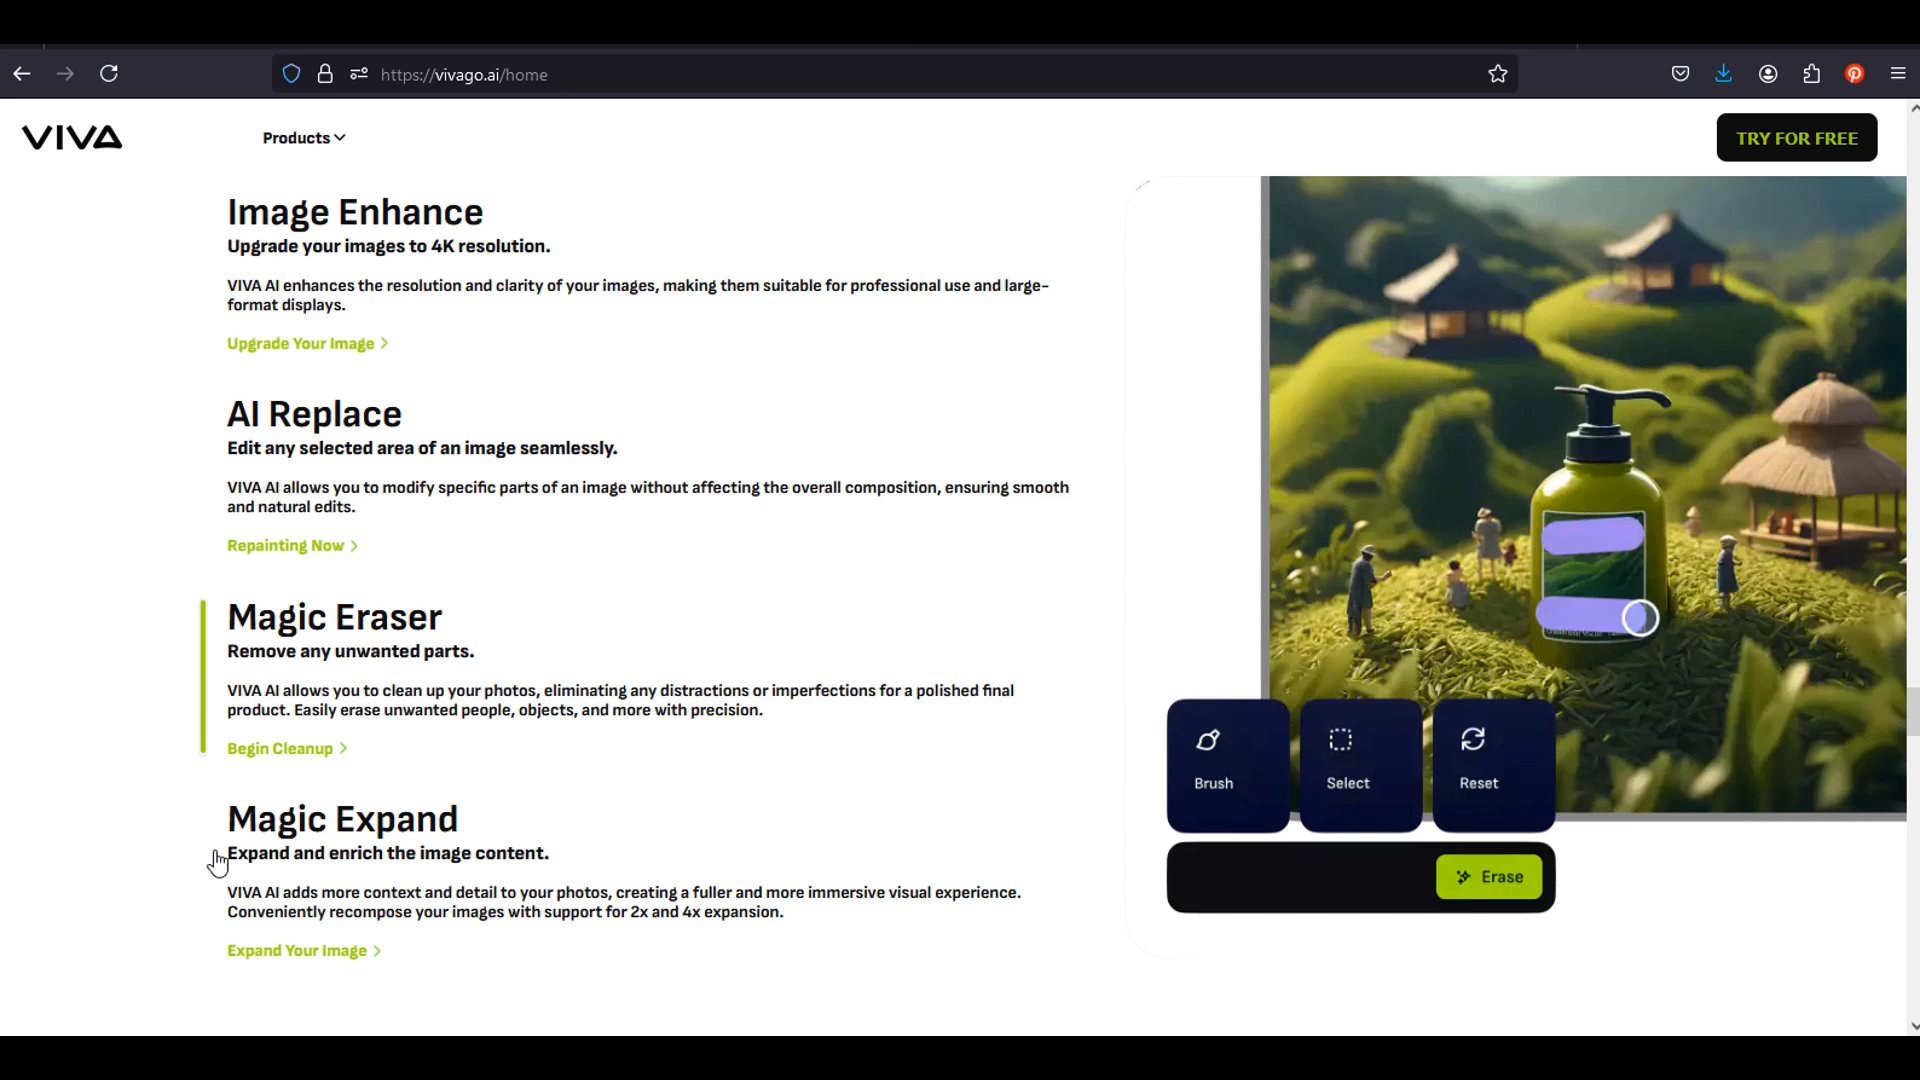 https://vivago.ai/home
VIVA
Products
TRY FOR FREE
Image Enhance
Upgrade your images to 4K resolution.
VIVA AI enhances the resolution and clarity of your images, making them suitable for professional use and large-
format displays.
Upgrade Your Image
AI Replace
Edit any selected area of an image seamlessly.
VIVA AI allows you to modify specific parts of an image without affecting the overall composition, ensuring smooth
and natural edits.
Repainting Now
Magic Eraser
Remove any unwanted parts.
VIVA AI allows you to clean up your photos, eliminating any distractions or imperfections for a polished final
product. Easily erase unwanted people, objects, and more with precision.
Begin Cleanup
Magic Expand
Expand and enrich the image content.
VIVA AI adds more context and detail to your photos, creating a fuller and more immersive visual experience.
Conveniently recompose your images with support for 2x and 4x expansion.
Expand Your Image
Brush
Select
Reset
Erase